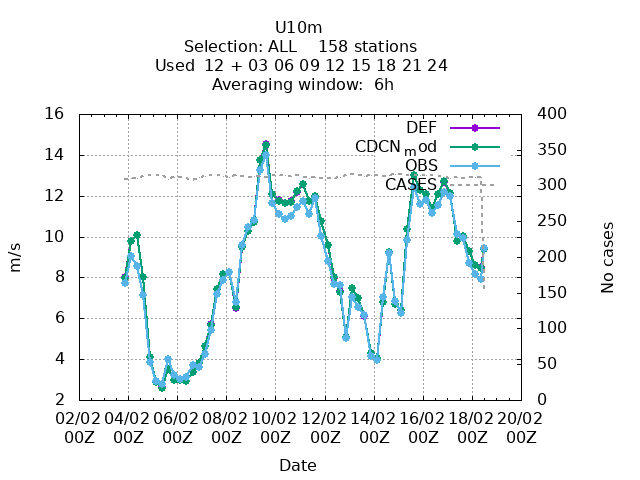 U10m
Selection: ALL    158 stations
Used  12 + 03 06 09 12 15 18 21 24
Averaging window:  6h
DEF
CDCN_mod
OBS
CASES
16
14
12
10
8
6
4
2
m/s
400
350
300
250
200
150
100
50
0
No cases
02/02 04/02 06/02 08/02 10/02 12/02 14/02 16/02 18/02 20/02
00Z 00Z 00Z 00Z 00Z 00Z 00Z 00Z 00Z 00Z
Date